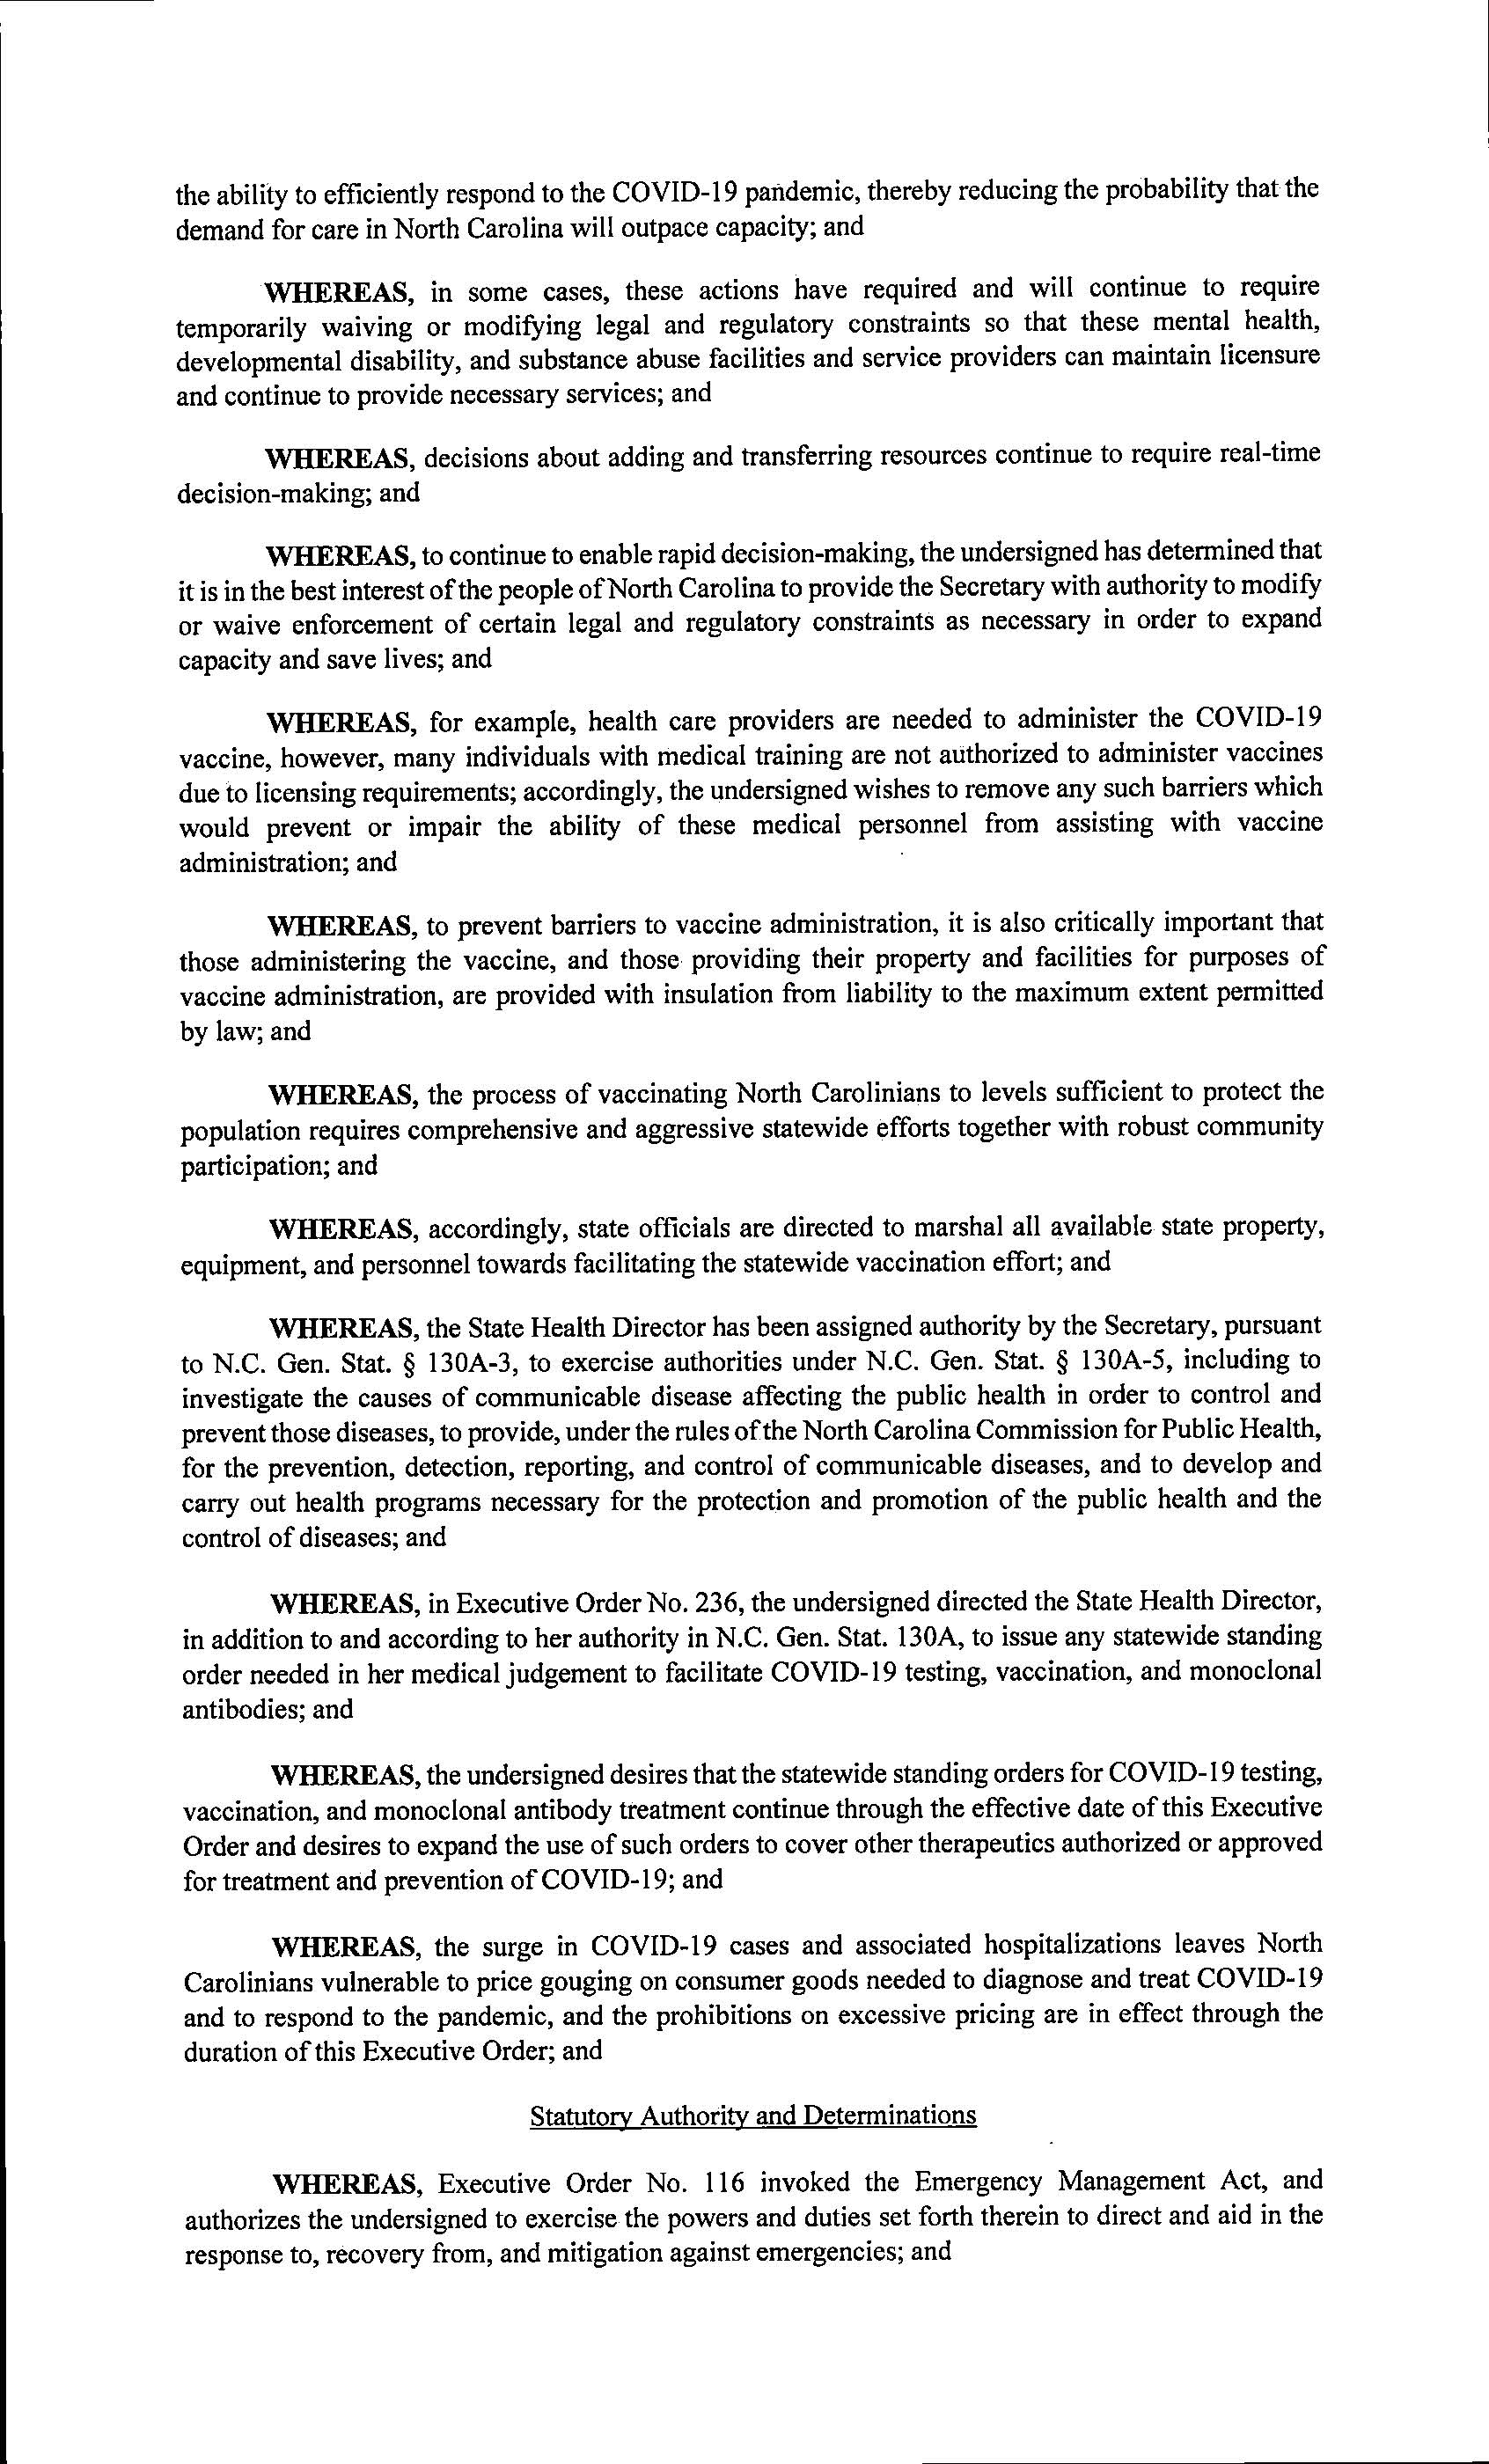 the ability to efficiently respond to the COVID-19 pandemic, thereby reducing the probability that the
demand for care in North Carolina will outpace capacity; and
WHEREAS, in some cases, these actions have required and will continue to require
temporarily waiving or modifying legal and regulatory constraints so that these mental health,
developmental disability, and substance abuse facilities and service providers can maintain licensure
and continue to provide necessary services; and
WHEREAS, decisions about adding and transferring resources continue to require real-time
decision-making; and
WHEREAS, to continue to enable rapid decision-making, the undersigned has determined that
it is in the best interest of the people of North Carolina to provide the Secretary with authority to modify
or waive enforcement of certain legal and regulatory constraints as necessary in order to expand
capacity and save lives; and
WHEREAS, for example, health care providers are needed to administer the COVID-19
vaccine, however, many individuals with medical training are not authorized to administer vaccines
due to licensing requirements; accordingly, the undersigned wishes to remove any such barriers which
would prevent or impair the ability of these medical personnel from assisting with vaccine
administration; and
WHEREAS, to prevent barriers to vaccine administration, it is also critically important that
those administering the vaccine, and those providing their property and facilities for purposes of
vaccine administration, are provided with insulation from liability to the maximum extent permitted
by law; and
WHEREAS, the process of vaccinating North Carolinians to levels sufficient to protect the
population requires comprehensive and aggressive statewide efforts together with robust community
participation; and
WHEREAS, accordingly, state officials are directed to marshal all available state property,
equipment, and personnel towards facilitating the statewide vaccination effort; and
WHEREAS, the State Health Director has been assigned authority by the Secretary, pursuant
to N.C. Gen. Stat. § 130A-3, to exercise authorities under N.C. Gen. Stat. § 130A-5, including to
investigate the causes of communicable disease affecting the public health in order to control and
prevent those diseases, to provide, under the rules of the North Carolina Commission for Public Health,
for the prevention, detection, reporting, and control of communicable diseases, and to develop and
carry out health programs necessary for the protection and promotion of the public health and the
control of diseases; and
WHEREAS, in Executive Order No. 236, the undersigned directed the State Health Director,
in addition to and according to her authority in N.C. Gen. Stat. 130A, to issue any statewide standing
order needed in her medical judgement to facilitate COVID-19 testing, vaccination, and monoclonal
antibodies; and
WHEREAS, the undersigned desires that the statewide standing orders for COVID-19 testing,
vaccination, and monoclonal antibody treatment continue through the effective date of this Executive
Order and desires to expand the use of such orders to cover other therapeutics authorized or approved
for treatment and prevention of COVID-19; and
WHEREAS, the surge in COVID-19 cases and associated hospitalizations leaves North
Carolinians vulnerable to price gouging on consumer goods needed to diagnose and treat COVID-19
and to respond to the pandemic, and the prohibitions on excessive pricing are in effect through the
duration of this Executive Order; and
Statutory Authority and Determinations
WHEREAS, Executive Order No. 116 invoked the Emergency Management Act, and
authorizes the undersigned to exercise the powers and duties set forth therein to direct and aid in the
response to, recovery from, and mitigation against emergencies; and